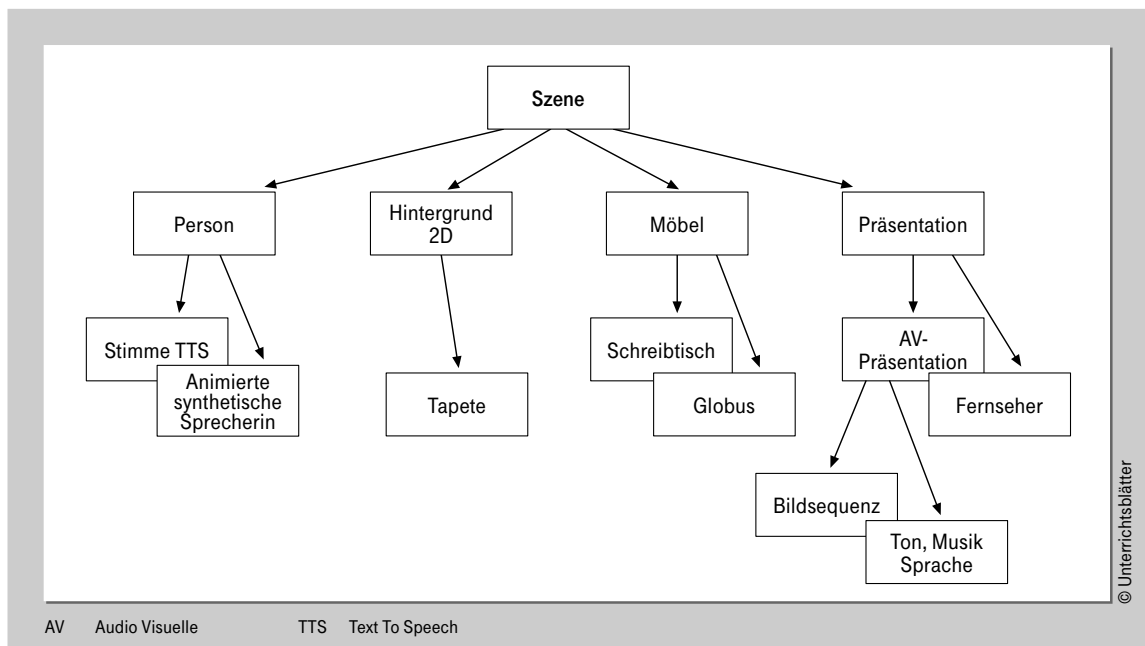 Szene
Person
Hintergrund
2D
Möbel
Präsentation
Stimme TTS
Animierte
synthetische
Sprecherin
Tapete
Schreibtisch
Globus
AV-
Präsentation
Fernseher
Bildsequenz
Ton, Musik
Sprache
© Unterrichtsblätter
AV Audio Visuelle TTS Text To Speech